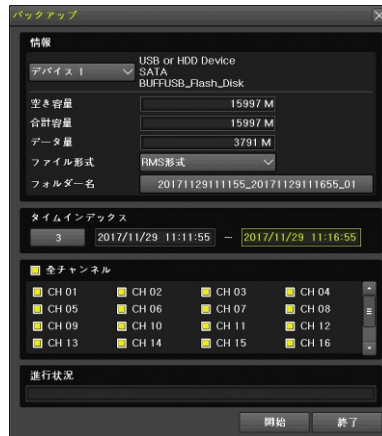 バックアップ
情報
デバイス 1
USB or HDD Device
SATA
BUFFUSB_Flash_Disk
空き容量 15997 M
合計容量 15997 M
データ量 3791 M
ファイル形式 RMS形式
フォルダー名 20171129111155_20171129111655_01
タイムインデックス
3 2017/11/29 11:11:55 ─ 2017/11/29 11:16:55
全チャンネル
CH 01 CH 02 CH 03 CH 04
CH 05 CH 06 CH 07 CH 08
CH 09 CH 10 CH 11 CH 12
CH 13 CH 14 CH 15 CH 16
進行状況
開始 終了